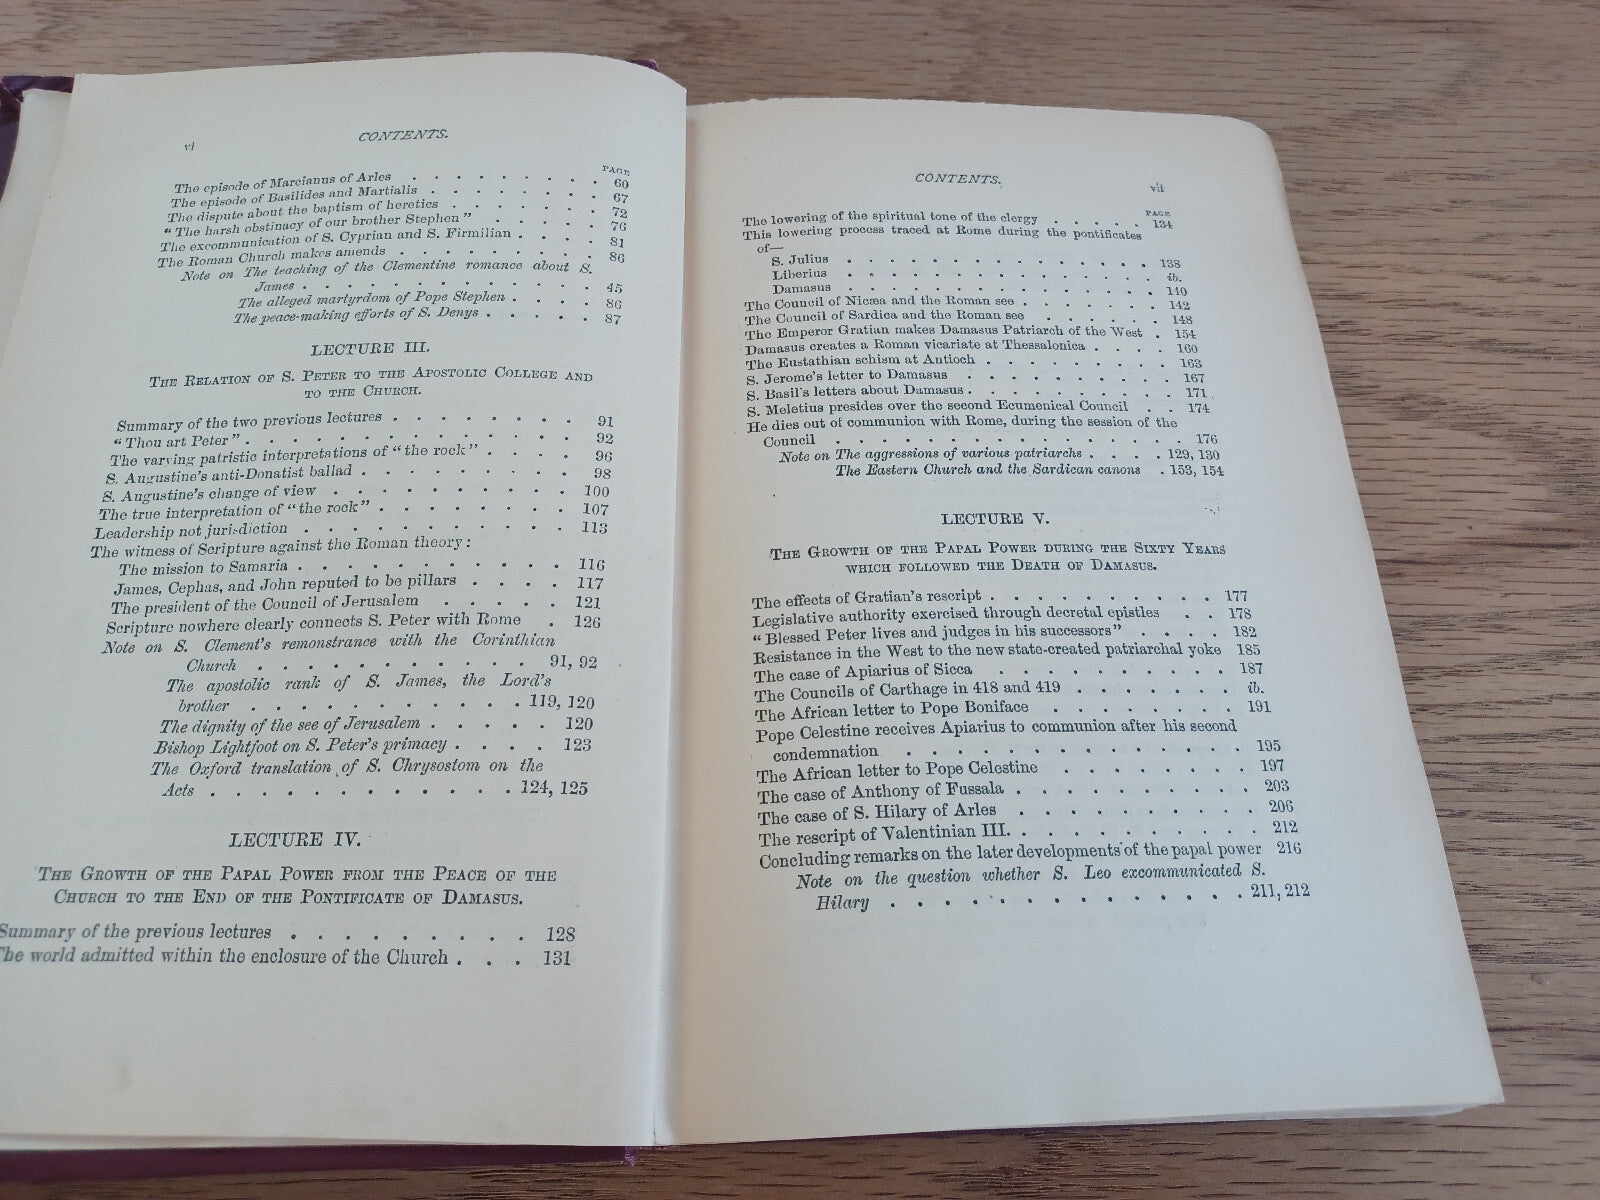 vi
CONTENTS.
PAGE
The episode of Marcianus of Arles . . . . . . . . 60
The episode of Basilides and Martialis . . . . . . 67
The dispute about the baptism of heretics . . . . . 72
"The harsh obstinacy of our brother Stephen" . . . . 76
The excommunication of S. Cyprian and S. Firmilian . . . . 81
The Roman Church makes amends . . . . . . . 86
Note on The teaching of the Clementine romance about S.
James . . . . . . . . . . . . 45
The alleged martyrdom of Pope Stephen . . . . 86
The peace-making efforts of S. Denys . . . . . 87
LECTURE III.
THE RELATION OF S. PETER TO THE APOSTOLIC COLLEGE AND
TO THE CHURCH.
Summary of the two previous lectures . . . . . . . 91
"Thou art Peter" . . . . . . . . . . . . 92
The varying patristic interpretations of "the rock" . . . . 96
S. Augustine's anti-Donatist ballad . . . . . . . 98
S. Augustine's change of view . . . . . . . . 100
The true interpretation of "the rock" . . . . . . . 107
Leadership not jurisdiction . . . . . . . . . 113
The witness of Scripture against the Roman theory:
The mission to Samaria . . . . . . . . . . 116
James, Cephas, and John reputed to be pillars . . . . 117
The president of the Council of Jerusalem . . . . . 121
Scripture nowhere clearly connects S. Peter with Rome . 126
Note on S. Clement's remonstrance with the Corinthian
Church . . . . . . . . . . . 91, 92
The apostolic rank of S. James, the Lord's
brother . . . . . . . . . . . 119, 120
The dignity of the see of Jerusalem . . . . . 120
Bishop Lightfoot on S. Peter's primacy . . . . 123
The Oxford translation of S. Chrysostom on the
Acts . . . . . . . . . . . . 124, 125
LECTURE IV.
THE GROWTH OF THE PAPAL POWER FROM THE PEACE OF THE
CHURCH TO THE END OF THE PONTIFICATE OF DAMASUS.
Summary of the previous lectures . . . . . . . . . 128
The world admitted within the enclosure of the Church . . . 131
CONTENTS.
vii
PAGE
The lowering of the spiritual tone of the clergy . . . . . 134
This lowering process traced at Rome during the pontificates
of—
S. Julius . . . . . . . . . . . . . . 138
Liberius . . . . . . . . . . . . . . ib.
Damasus . . . . . . . . . . . . . . 140
The Council of Nicæa and the Roman see . . . . . . . 142
The Council of Sardica and the Roman see . . . . . . 148
The Emperor Gratian makes Damasus Patriarch of the West . 154
Damasus creates a Roman vicariate at Thessalonica . . . . 160
The Eustathian schism at Antioch . . . . . . . . 163
S. Jerome's letter to Damasus . . . . . . . . . 167
S. Basil's letters about Damasus . . . . . . . . . 171
S. Meletius presides over the second Ecumenical Council . . 174
He dies out of communion with Rome, during the session of the
Council . . . . . . . . . . . . . . . 176
Note on The aggressions of various patriarchs . . . . 129, 130
The Eastern Church and the Sardican canons . 153, 154
LECTURE V.
THE GROWTH OF THE PAPAL POWER DURING THE SIXTY YEARS
WHICH FOLLOWED THE DEATH OF DAMASUS.
The effects of Gratian's rescript . . . . . . . . . 177
Legislative authority exercised through decretal epistles . . 178
"Blessed Peter lives and judges in his successors" . . . . 182
Resistance in the West to the new state-created patriarchal yoke 185
The case of Apiarius of Sicca . . . . . . . . . 187
The Councils of Carthage in 418 and 419 . . . . . . . ib.
The African letter to Pope Boniface . . . . . . . 191
Pope Celestine receives Apiarius to communion after his second
condemnation . . . . . . . . . . . . . 195
The African letter to Pope Celestine . . . . . . . 197
The case of Anthony of Fussala . . . . . . . . . 203
The case of S. Hilary of Arles . . . . . . . . . 206
The rescript of Valentinian III. . . . . . . . . . 212
Concluding remarks on the later developments of the papal power 216
Note on the question whether S. Leo excommunicated S.
Hilary . . . . . . . . . . . . . . 211, 212